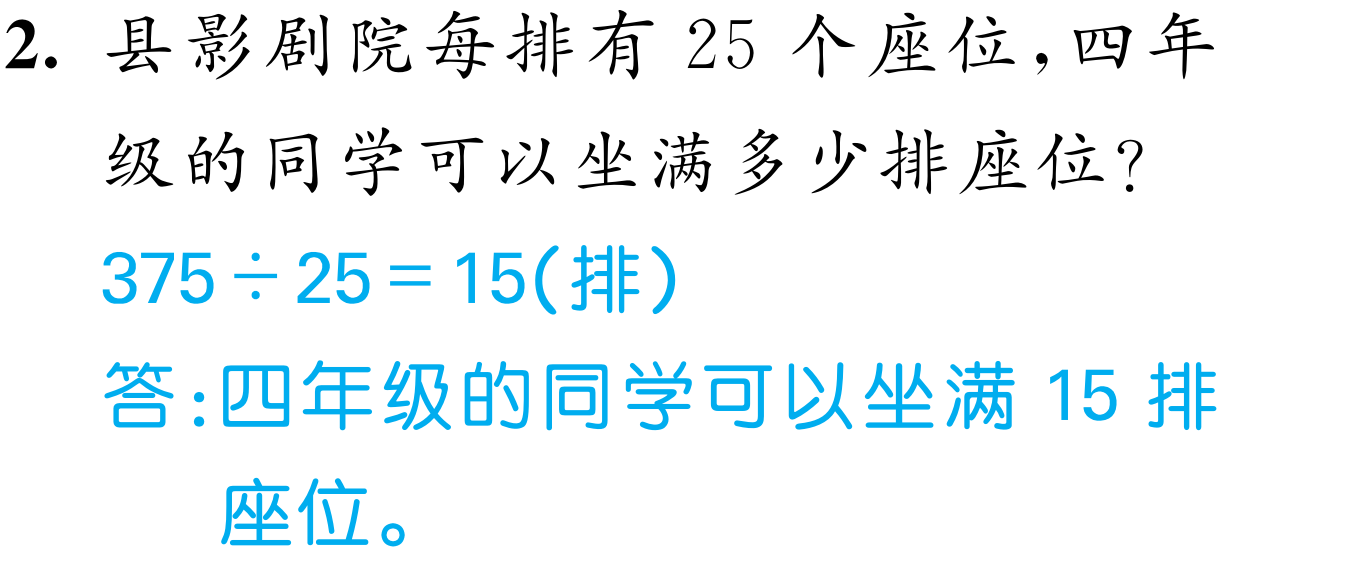 2. 县影剧院每排有 25 个座位,四年
级的同学可以坐满多少排座位?
375÷25=15(排)
答:四年级的同学可以坐满 15 排
座位。